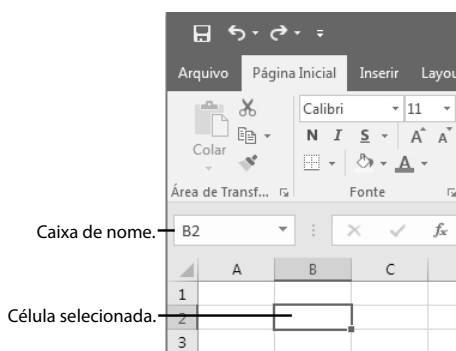 Arquivo Página Inicial Inserir Layou
Calibri 11
Colar N I S A A
A
Área de Transf... Fonte
Caixa de nome. B2 fx
A B C
1
Célula selecionada. 2
3